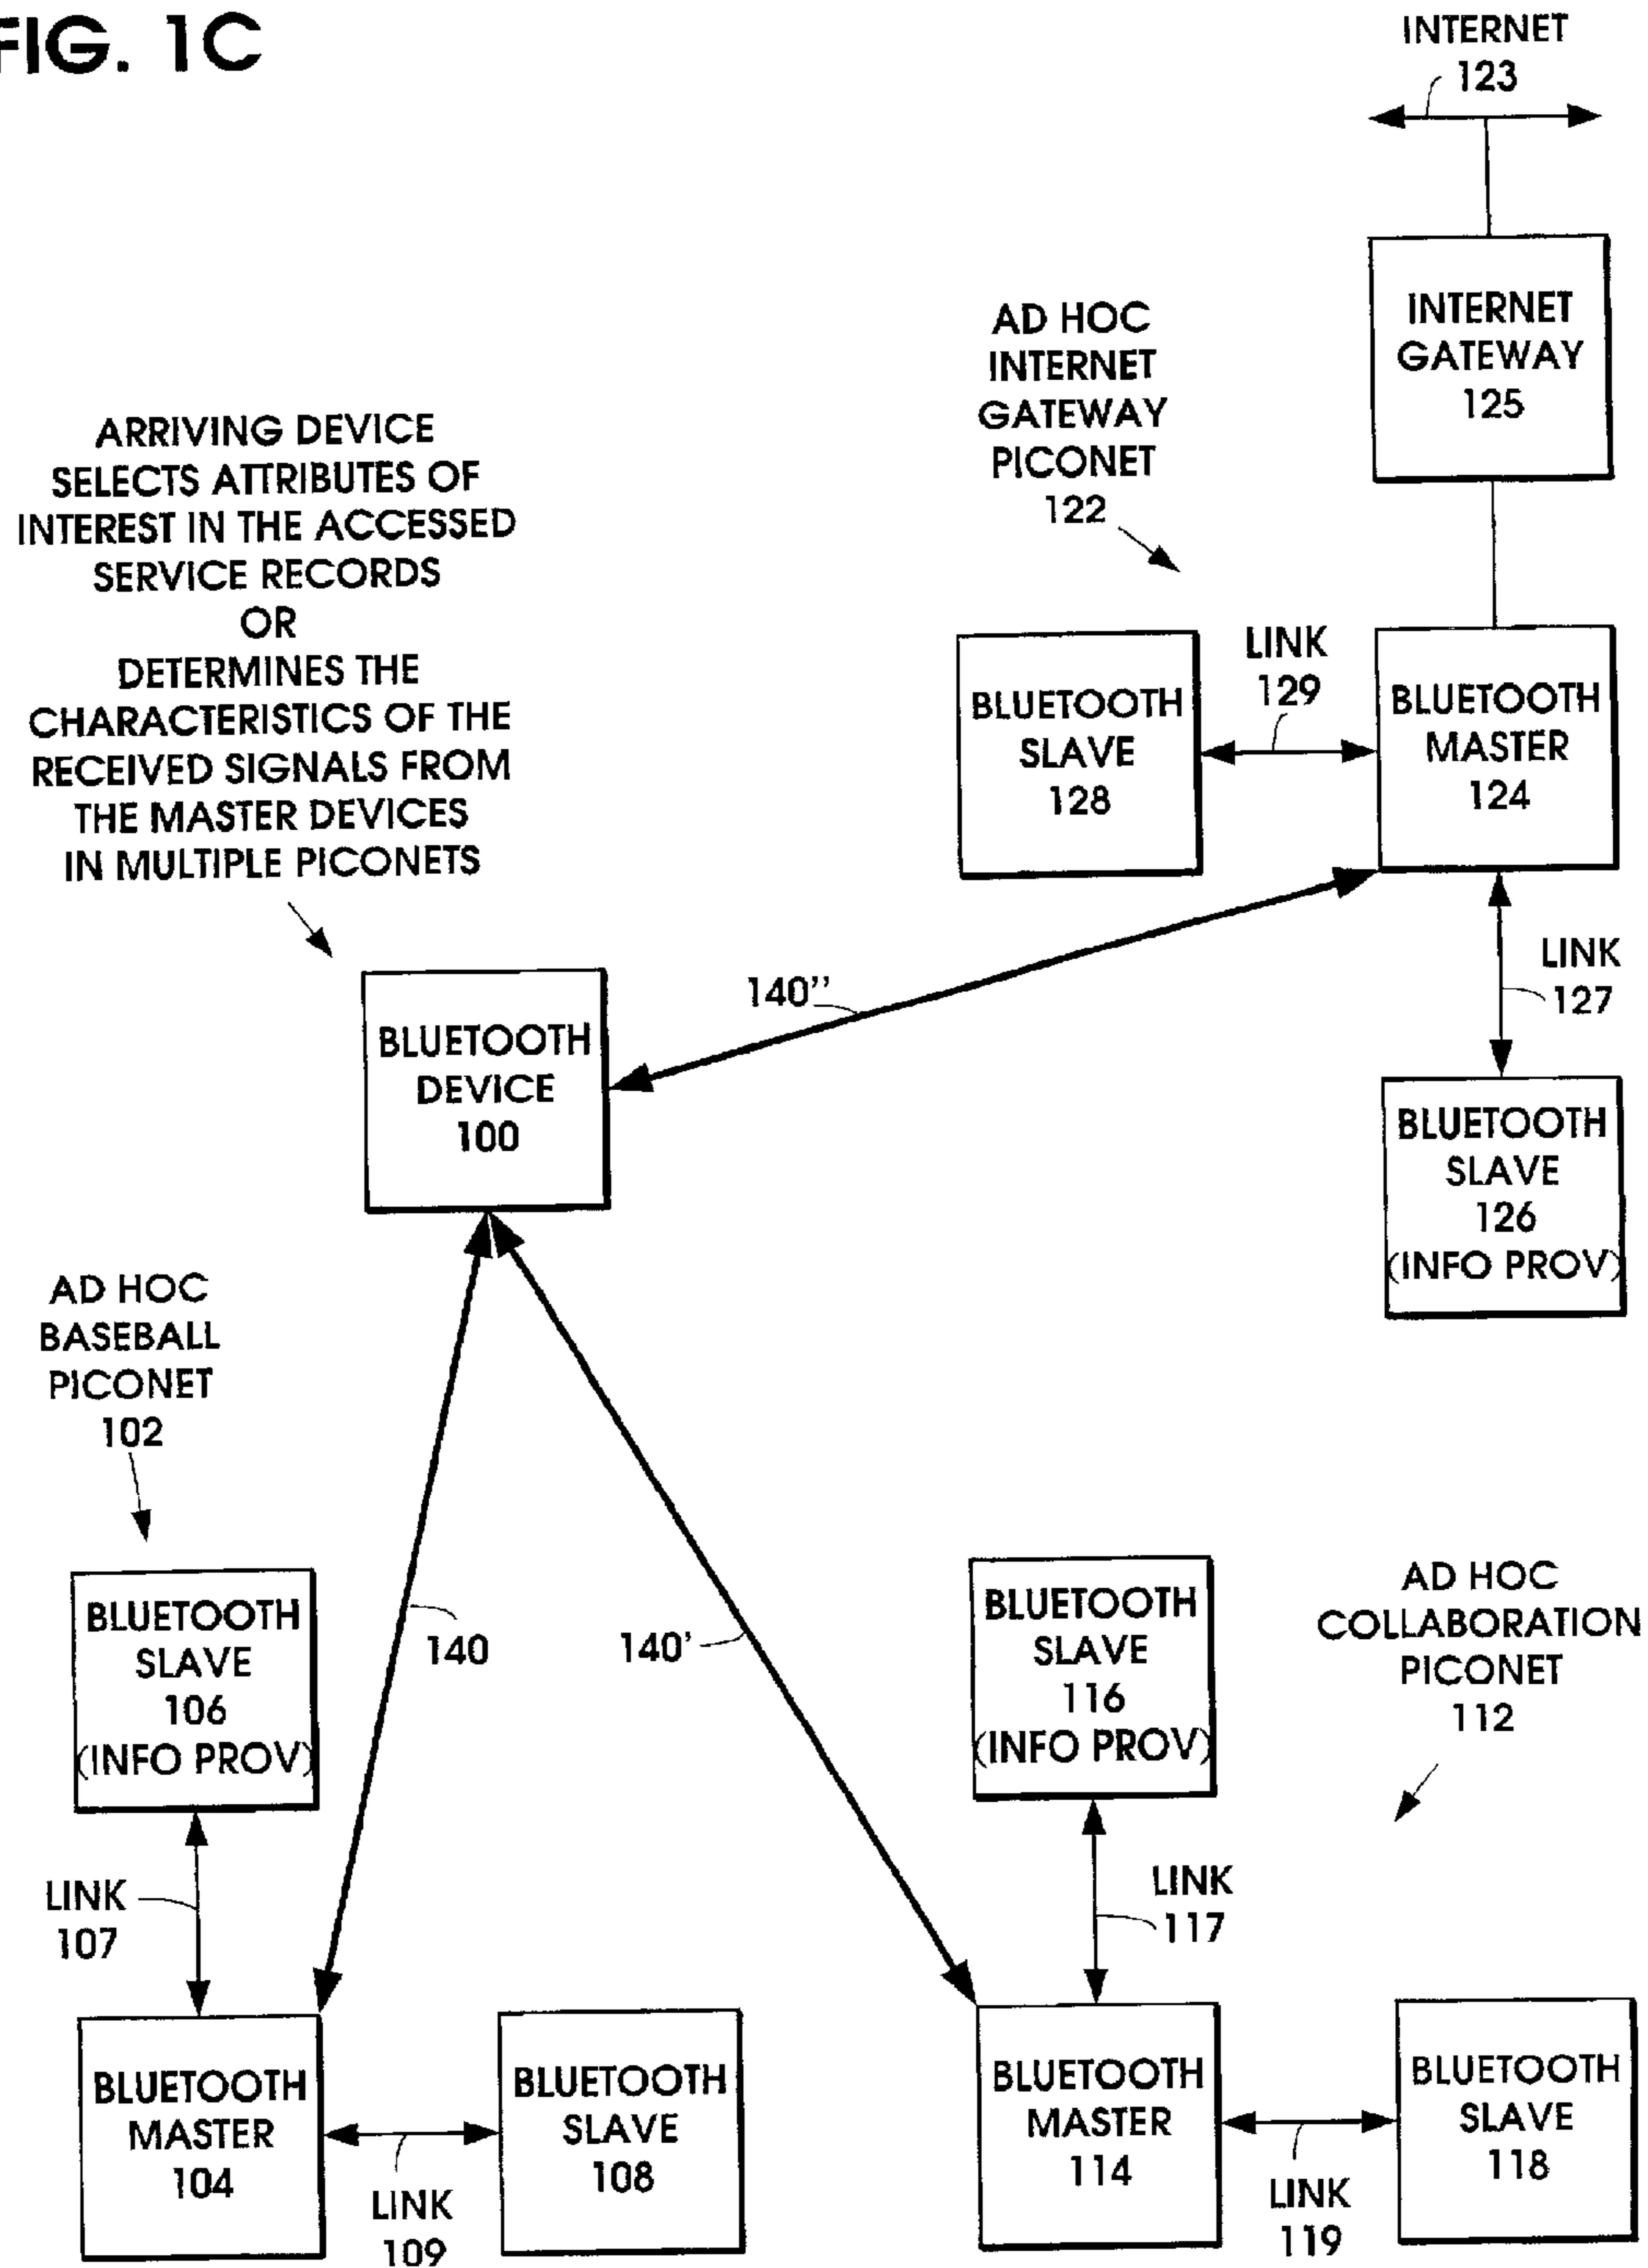 FIG. 1C
INTERNET
123
INTERNET
GATEWAY
125
AD HOC
INTERNET
GATEWAY
PICONET
122
ARRIVING DEVICE
SELECTS ATTRIBUTES OF
INTEREST IN THE ACCESSED
SERVICE RECORDS
OR
DETERMINES THE
CHARACTERISTICS OF THE
RECEIVED SIGNALS FROM
THE MASTER DEVICES
IN MULTIPLE PICONETS
BLUETOOTH
SLAVE
128
LINK
129
BLUETOOTH
MASTER
124
LINK
127
140''
BLUETOOTH
DEVICE
100
BLUETOOTH
SLAVE
126
(INFO PROV)
AD HOC
BASEBALL
PICONET
102
BLUETOOTH
SLAVE
106
(INFO PROV)
140
140'
BLUETOOTH
SLAVE
116
(INFO PROV)
AD HOC
COLLABORATION
PICONET
112
LINK
107
LINK
117
BLUETOOTH
MASTER
104
LINK
109
BLUETOOTH
SLAVE
108
BLUETOOTH
MASTER
114
LINK
119
BLUETOOTH
SLAVE
118